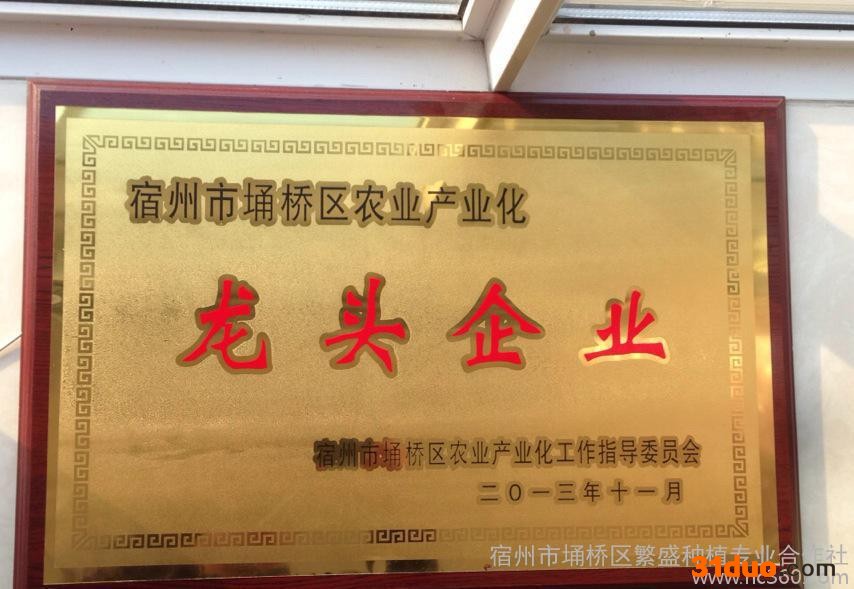 宿州市埇桥区农业产业化
龙头企业
宿州市埇桥区农业产业化工作指导委员会
二〇一三年十一月
宿州市埇桥区繁盛种植专业合作社
www.hc360.com
31duo